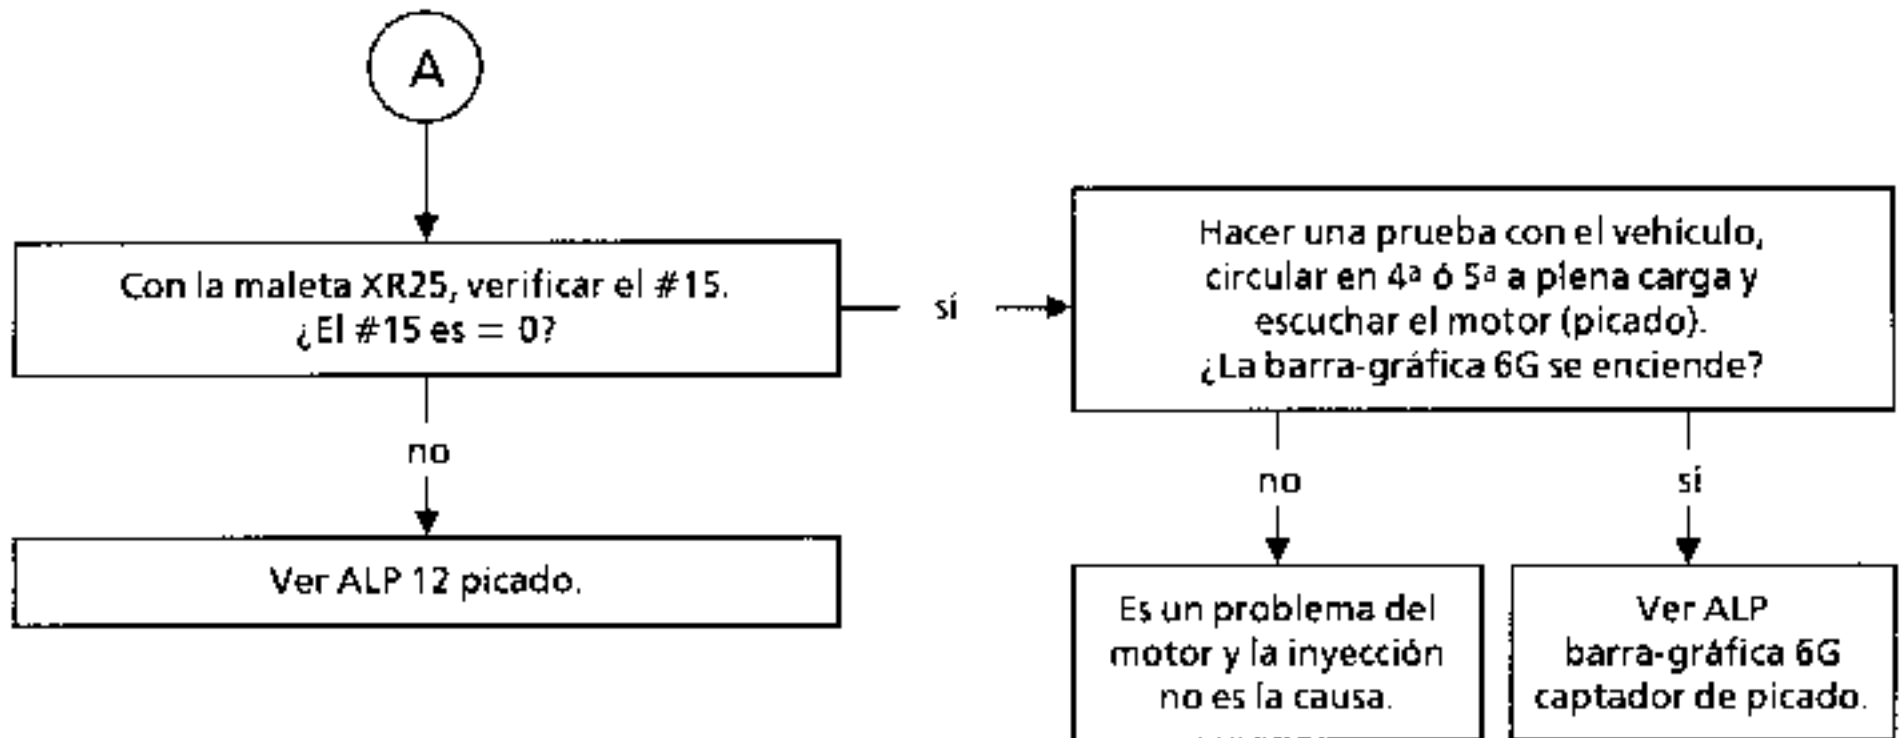 A
Con la maleta XR25, verificar el #15.
¿El #15 es = 0?
sí
Hacer una prueba con el vehículo,
circular en 4ª ó 5ª a plena carga y
escuchar el motor (picado).
¿La barra-gráfica 6G se enciende?
no
Ver ALP 12 picado.
no
sí
Es un problema del
motor y la inyección
no es la causa.
Ver ALP
barra-gráfica 6G
captador de picado.